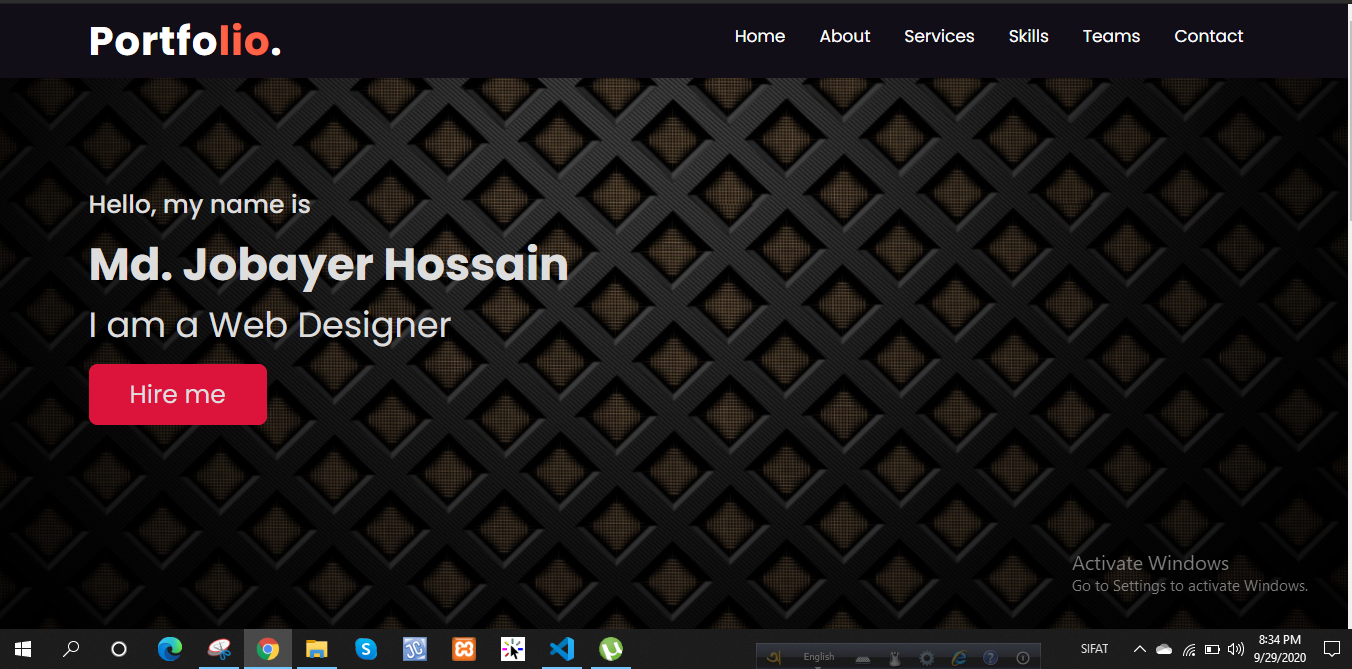 Portfolio.
Home About Services Skills Teams Contact
Hello, my name is
Md. Jobayer Hossain
I am a Web Designer
Hire me
Activate Windows
Go to Settings to activate Windows.
English
SIFAT
8:34 PM
9/29/2020